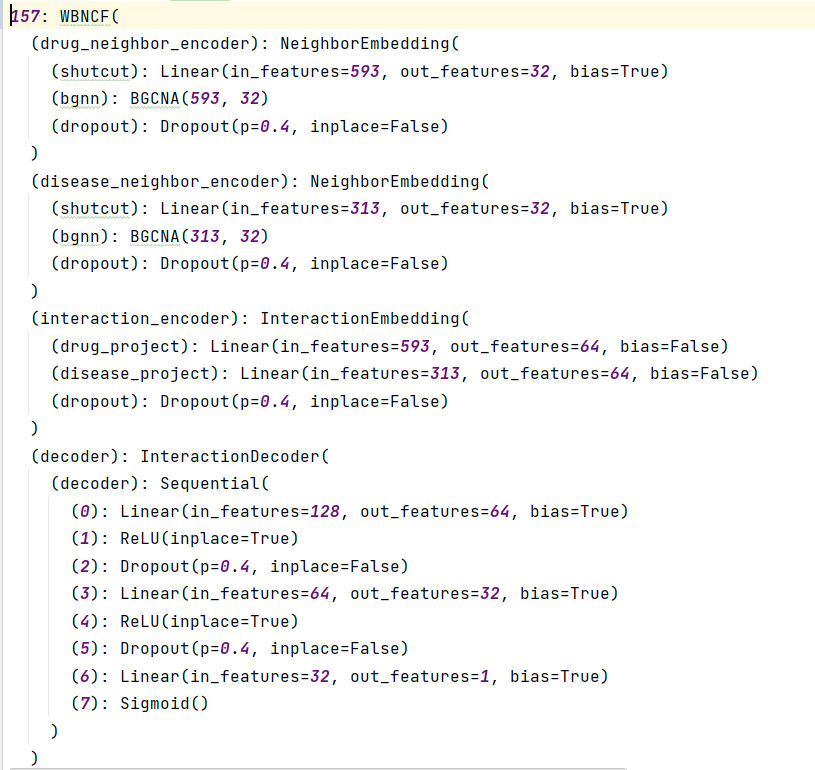 157: WBNCF(
  (drug_neighbor_encoder): NeighborEmbedding(
    (shutcut): Linear(in_features=593, out_features=32, bias=True)
    (bgnn): BGCNA(593, 32)
    (dropout): Dropout(p=0.4, inplace=False)
  )
  (disease_neighbor_encoder): NeighborEmbedding(
    (shutcut): Linear(in_features=313, out_features=32, bias=True)
    (bgnn): BGCNA(313, 32)
    (dropout): Dropout(p=0.4, inplace=False)
  )
  (interaction_encoder): InteractionEmbedding(
    (drug_project): Linear(in_features=593, out_features=64, bias=False)
    (disease_project): Linear(in_features=313, out_features=64, bias=False)
    (dropout): Dropout(p=0.4, inplace=False)
  )
  (decoder): InteractionDecoder(
    (decoder): Sequential(
      (0): Linear(in_features=128, out_features=64, bias=True)
      (1): ReLU(inplace=True)
      (2): Dropout(p=0.4, inplace=False)
      (3): Linear(in_features=64, out_features=32, bias=True)
      (4): ReLU(inplace=True)
      (5): Dropout(p=0.4, inplace=False)
      (6): Linear(in_features=32, out_features=1, bias=True)
      (7): Sigmoid()
    )
  )